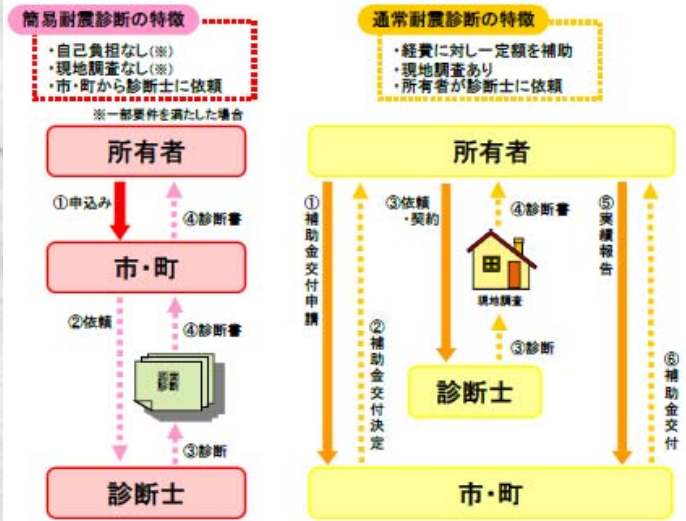 簡易耐震診断の特徴
・自己負担なし(※)
・現地調査なし(※)
・市・町から診断士に依頼
※一部要件を満たした場合
所有者
①申込み
④診断書
市・町
②依頼
④診断書
③診断
診断士
通常耐震診断の特徴
・経費に対し一定額を補助
・現地調査あり
・所有者が診断士に依頼
所有者
①補助金交付申請
②補助金交付決定
③依頼
・契約
④診断書
現地調査
③診断
診断士
⑤実績報告
⑥補助金交付
市・町